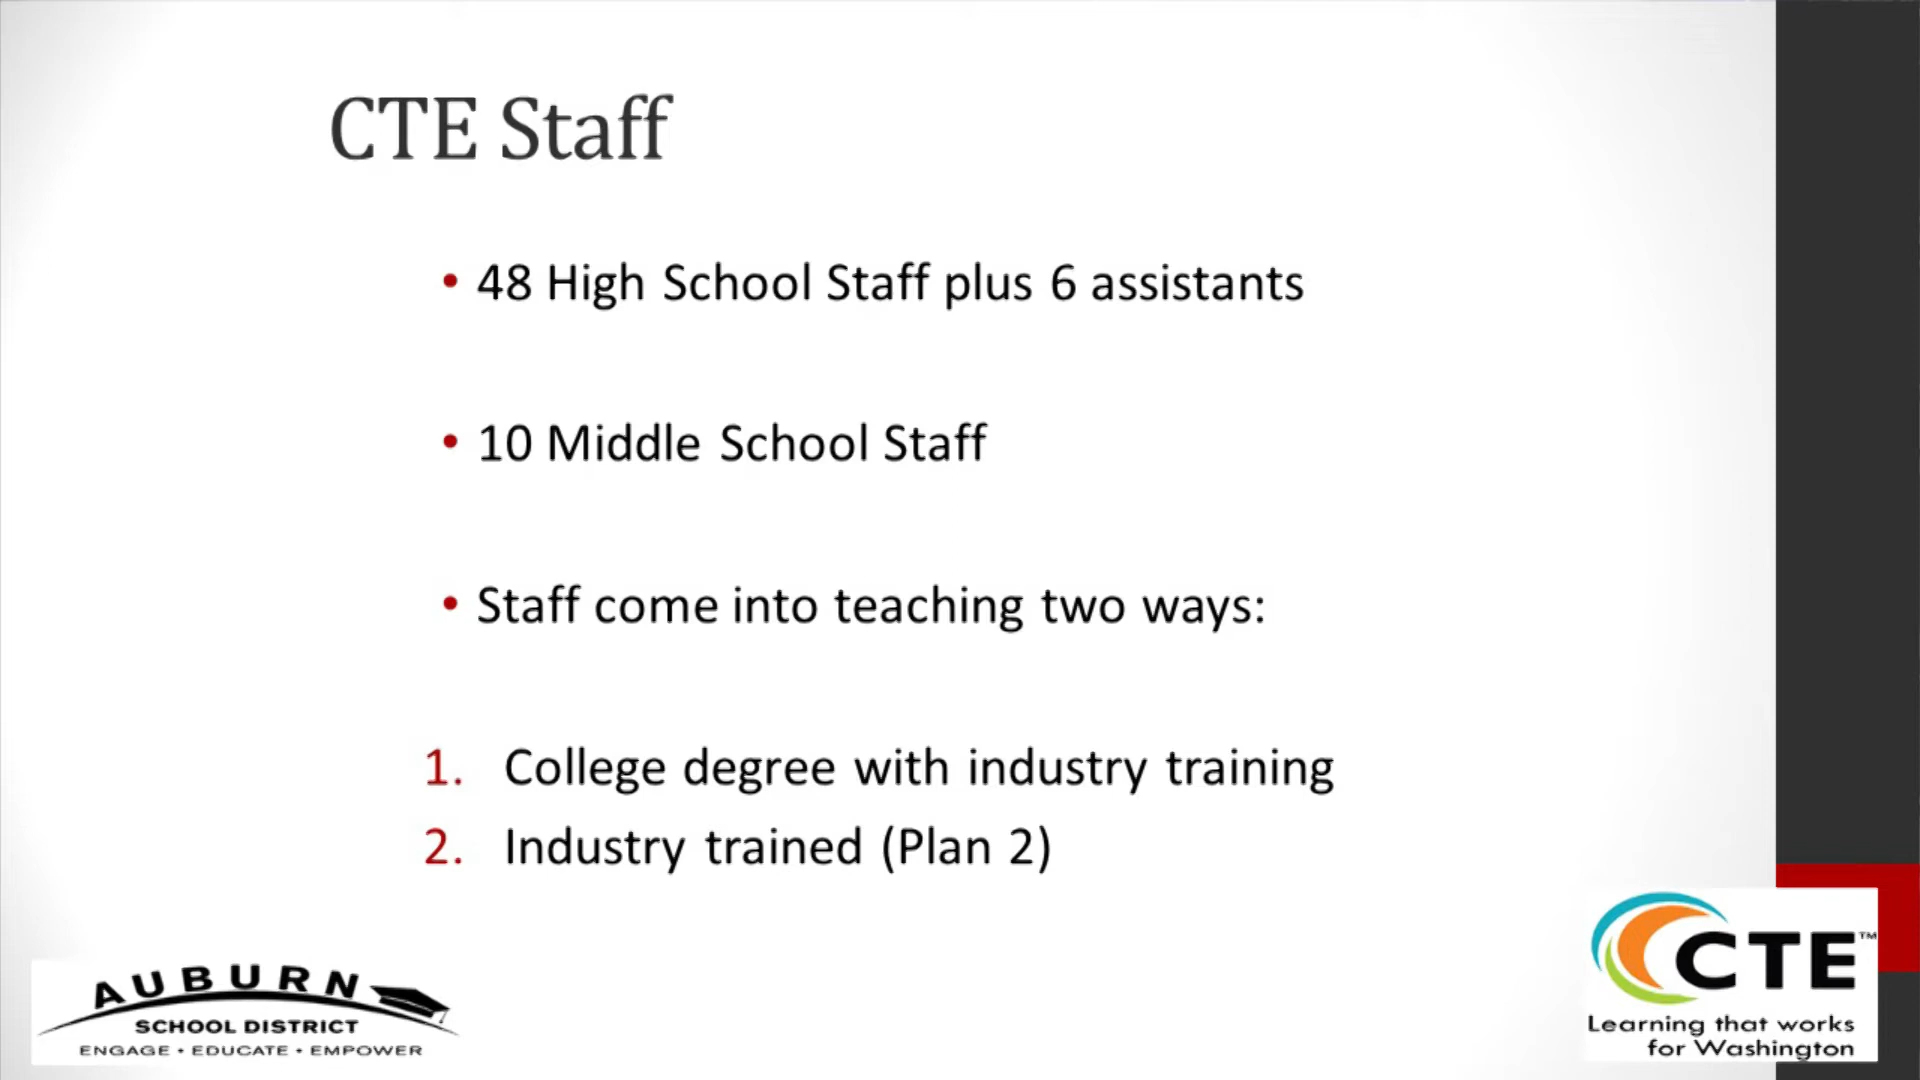 CTE Staff
• 48 High School Staff plus 6 assistants
• 10 Middle School Staff
• Staff come into teaching two ways:
1. College degree with industry training
2. Industry trained (Plan 2)
AUBURN
SCHOOL DISTRICT
ENGAGE • EDUCATE • EMPOWER
CTE™
Learning that works
for Washington